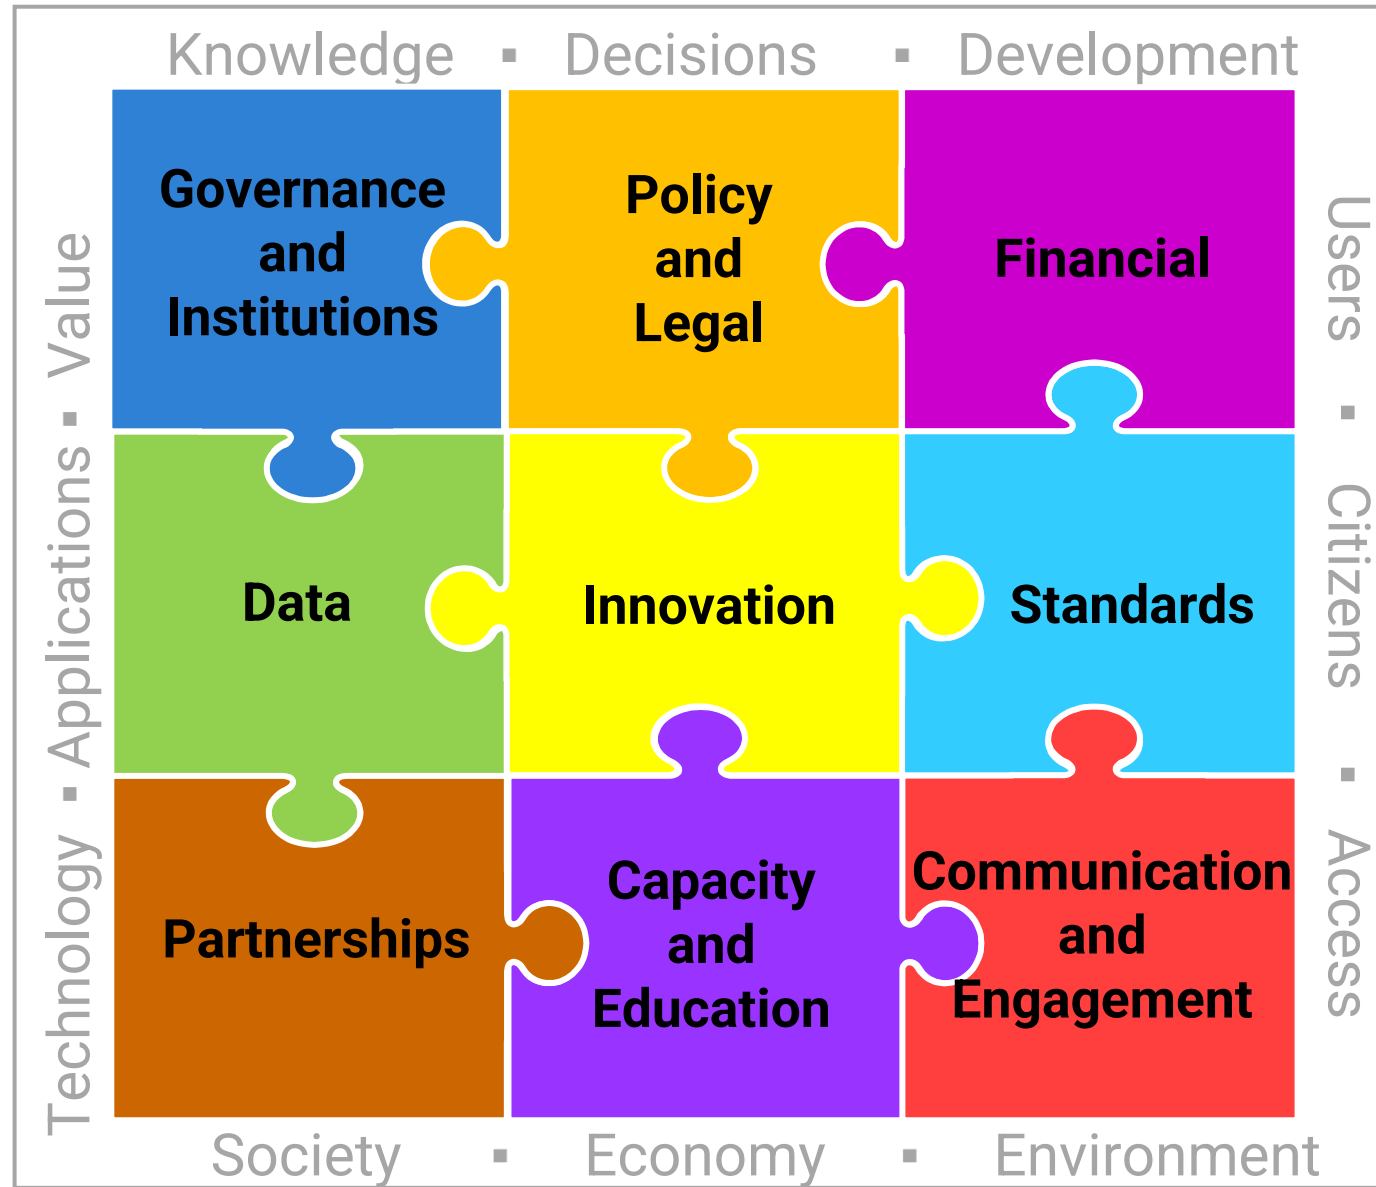 Knowledge ▪ Decisions ▪ Development
Governance
and
Institutions
Policy
and
Legal
Financial
Data
Innovation
Standards
Partnerships
Capacity
and
Education
Communication
and
Engagement
Technology ▪ Applications ▪ Value
Users ▪ Citizens ▪ Access
Society ▪ Economy ▪ Environment